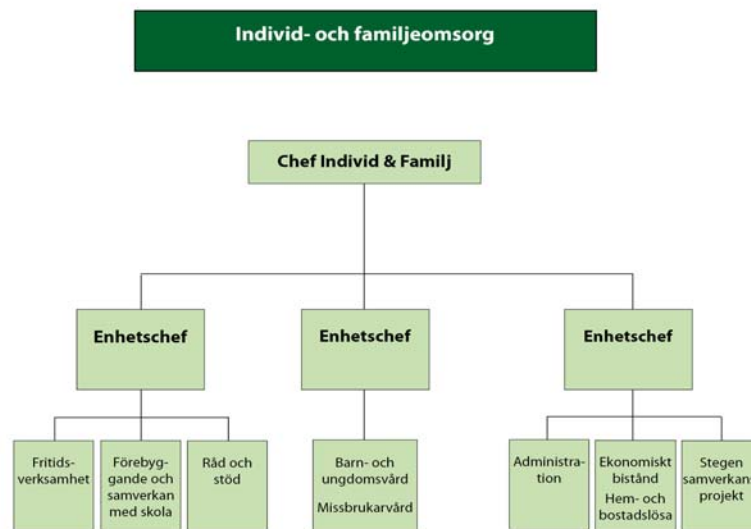 Individ- och familjeomsorg
Chef Individ & Familj
Enhetschef
Enhetschef
Enhetschef
Fritids-
verksamhet
Förebyg-
gande och
samverkan
med skola
Råd och
stöd
Barn- och
ungdomsvård
Missbrukarvård
Administra-
tion
Ekonomiskt
bistånd
Hem- och
bostadslösa
Stegen
samverkans
projekt